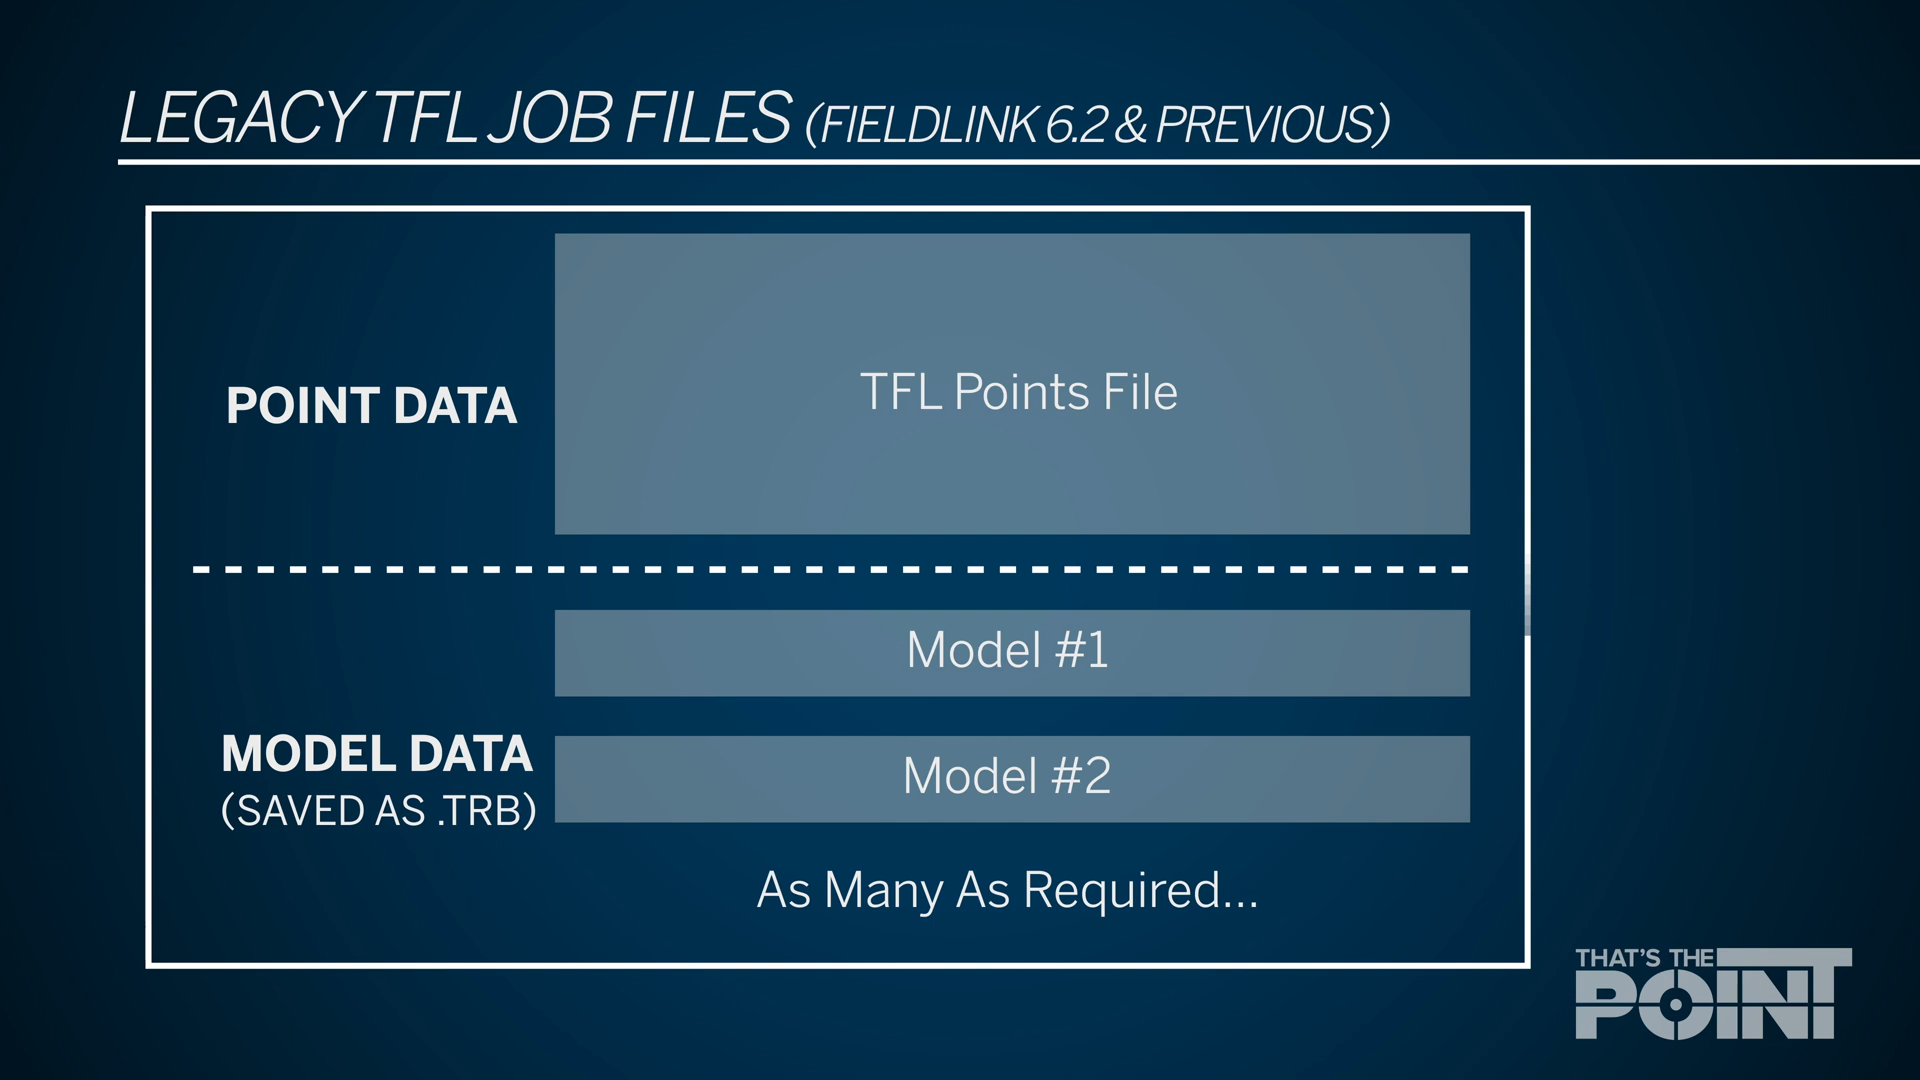 LEGACY TFL JOB FILES (FIELDLINK 6.2 & PREVIOUS)
POINT DATA
TFL Points File
Model #1
MODEL DATA
(SAVED AS .TRB)
Model #2
As Many As Required...
THAT'S THE
POINT